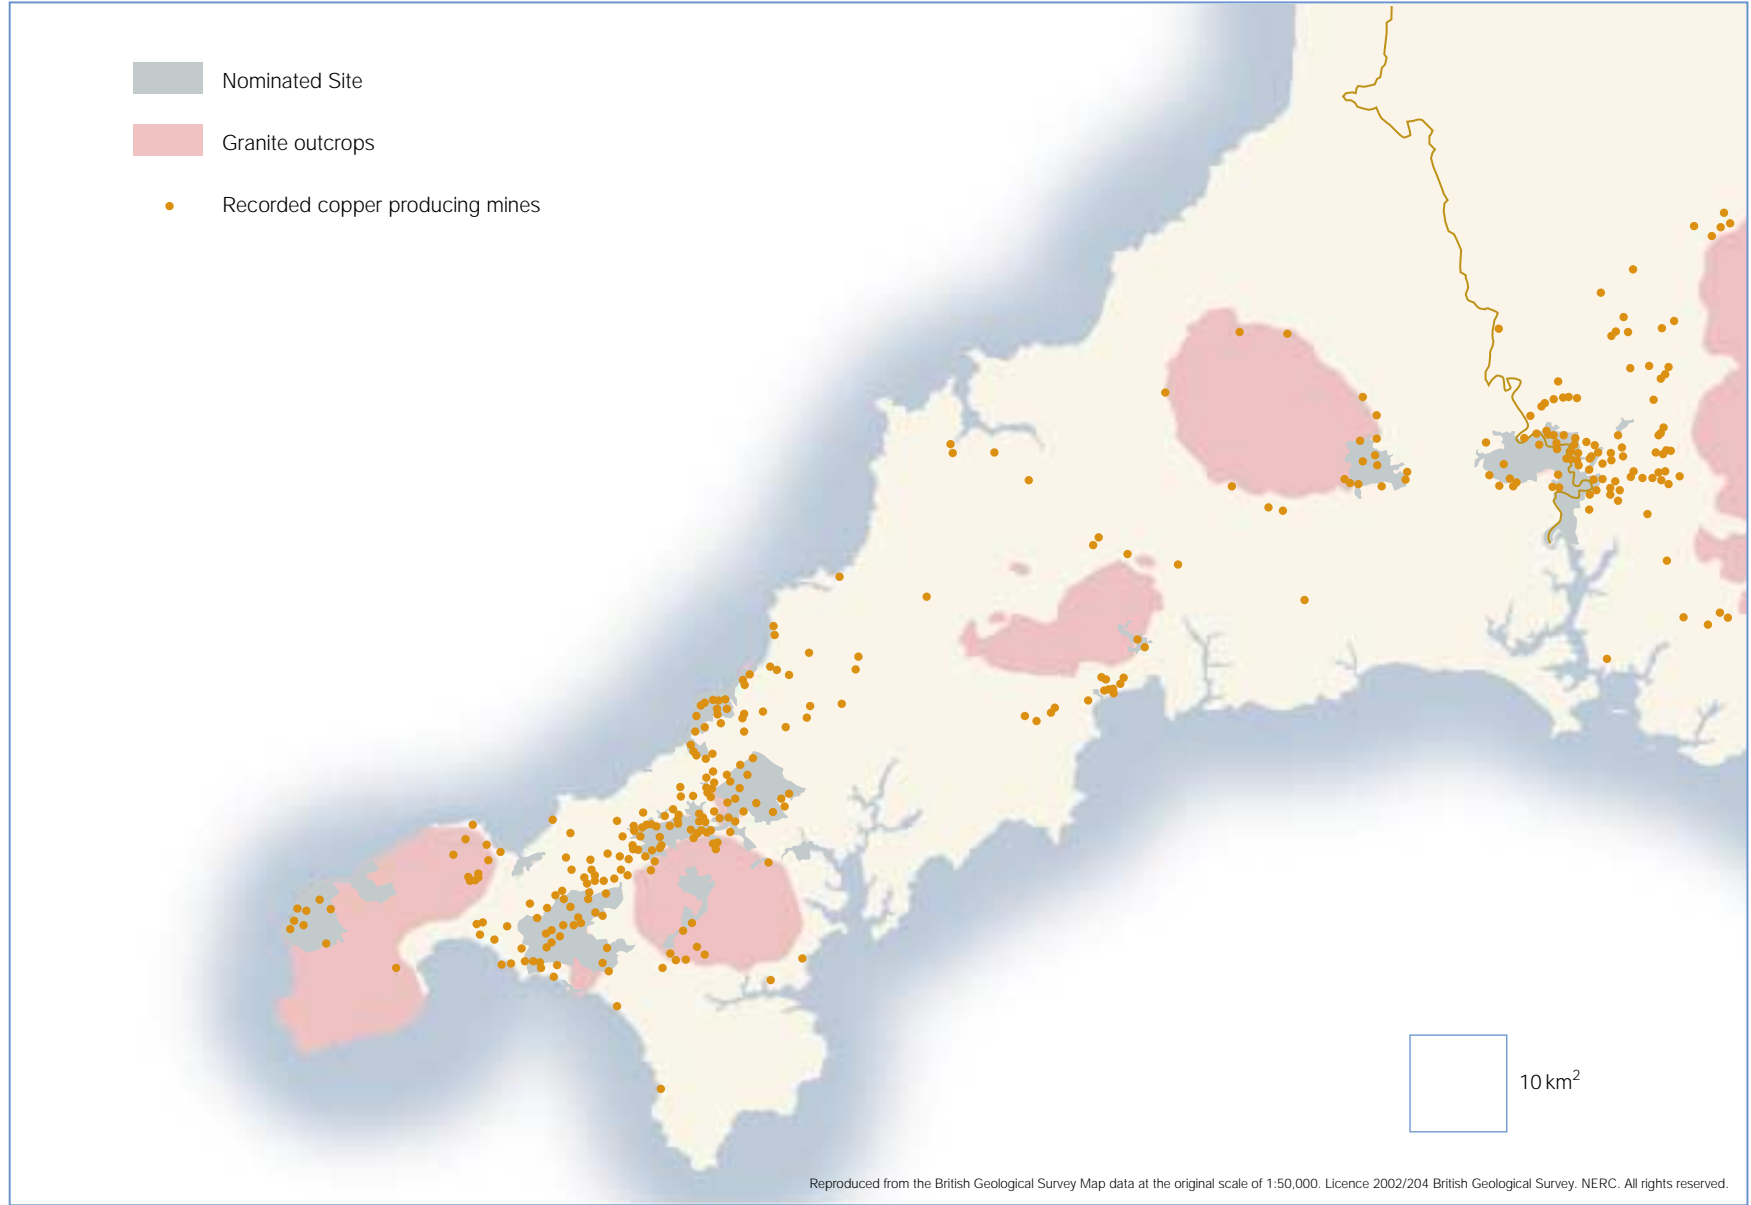 Nominated Site
Granite outcrops
Recorded copper producing mines
10 km²
Reproduced from the British Geological Survey Map data at the original scale of 1:50,000. Licence 2002/204 British Geological Survey. NERC. All rights reserved.